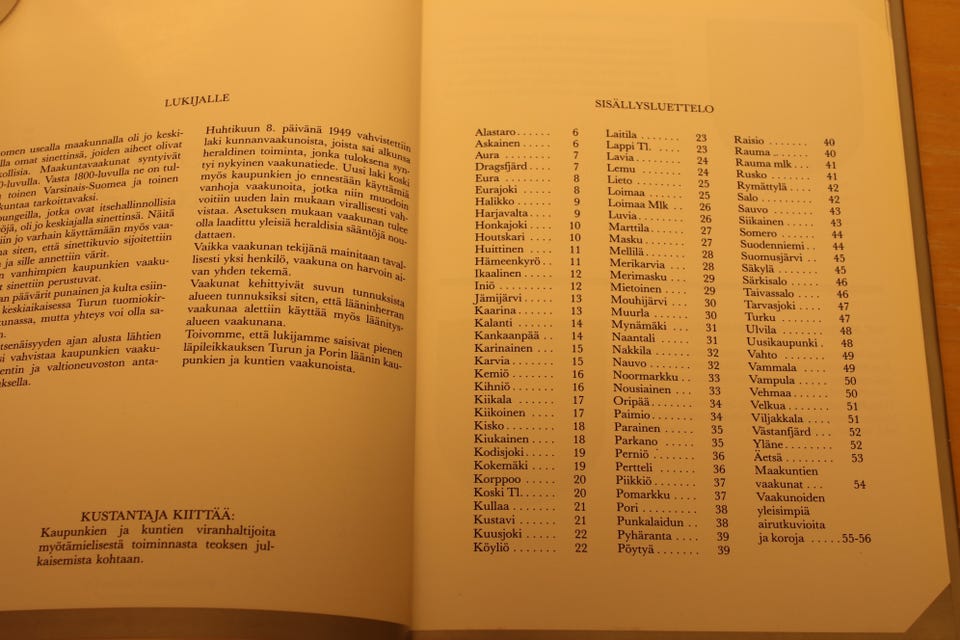 LUKIJALLE
omen usealla maakunnalla oli jo keski-
lla omat sinettinsä, joiden aiheet olivat
kollisia. Maakuntavaakunat syntyivät
0-luvulla. Vasta 1800-luvulla ne on tul-
toinen Varsinais-Suomea ja toinen
kuntaa tarkoittavaksi.
pungeilla, jotka ovat itsehallinnollisia
öjä, oli jo keskiajalla sinettinsä. Näitä
iin jo varhain käyttämään myös vaa-
na siten, että sinettikuvio sijoitettiin
n ja sille annettiin värit.
n vanhimpien kaupunkien vaaku-
t sinettiin perustuvat.
an päävärit punainen ja kulta esiin-
keskiaikaisessa Turun tuomiokir-
unassa, mutta yhteys voi olla sa-
n.
tsenäisyyden ajan alusta lähtien
si vahvistaa kaupunkien vaaku-
entin ja valtioneuvoston anta-
uksella.
Huhtikuun 8. päivänä 1949 vahvistettiin
laki kunnanvaakunoista, joista sai alkunsa
heraldinen toiminta, jonka tuloksena syn-
tyi nykyinen vaakunatiede. Uusi laki koski
myös kaupunkien jo ennestään käyttämiä
vanhoja vaakunoita, jotka niin muodoin
voitiin uuden lain mukaan virallisesti vah-
vistaa. Asetuksen mukaan vaakunan tulee
olla laadittu yleisiä heraldisia sääntöjä nou-
dattaen.
Vaikka vaakunan tekijänä mainitaan taval-
lisesti yksi henkilö, vaakuna on harvoin ai-
van yhden tekemä.
Vaakunat kehittyivät suvun tunnuksista
alueen tunnuksiksi siten, että lääninherran
vaakunaa alettiin käyttää myös läänitys-
alueen vaakunana.
Toivomme, että lukijamme saisivat pienen
läpileikkauksen Turun ja Porin läänin kau-
punkien ja kuntien vaakunoista.
KUSTANTAJA KIITTÄÄ:
Kaupunkien ja kuntien viranhaltijoita
myötämielisestä toiminnasta teoksen jul-
kaisemista kohtaan.
SISÄLLYSLUETTELO
Alastaro . . . . . . 6
Askainen . . . . . 6
Aura . . . . . . . 7
Dragsfjärd . . . . 7
Eura . . . . . . . 8
Eurajoki . . . . . 8
Halikko . . . . . . 9
Harjavalta . . . . 9
Honkajoki . . . . 10
Houtskari . . . . 10
Huittinen . . . . 11
Hämeenkyrö . . . 11
Ikaalinen . . . . . 12
Iniö . . . . . . . 12
Jämijärvi . . . . . 13
Kaarina . . . . . 13
Kalanti . . . . . . 14
Kankaanpää . . . 14
Karinainen . . . . 15
Karvia . . . . . . 15
Kemiö . . . . . . 16
Kihniö . . . . . . 16
Kiikala . . . . . 17
Kiikoinen . . . . 17
Kisko . . . . . . 18
Kiukainen . . . . 18
Kodisjoki . . . . . 19
Kokemäki . . . . 19
Korppoo . . . . . 20
Koski Tl. . . . . . 20
Kullaa . . . . . . 21
Kustavi . . . . . 21
Kuusjoki . . . . . 22
Köyliö . . . . . . 22
Laitila . . . . . . 23
Lappi Tl. . . . . . 23
Lavia . . . . . . 24
Lemu . . . . . . 24
Lieto . . . . . . . 25
Loimaa . . . . . . 25
Loimaa Mlk . . . 26
Luvia . . . . . . . 26
Marttila . . . . . . 27
Masku . . . . . . 27
Mellilä . . . . . . 28
Merikarvia . . . . 28
Merimasku . . . . 29
Mietoinen . . . . 29
Mouhijärvi . . . . 30
Muurla . . . . . . 30
Mynämäki . . . . 31
Naantali . . . . . 31
Nakkila . . . . . 32
Nauvo . . . . . . 32
Noormarkku . . . 33
Nousiainen . . . . 33
Oripää . . . . . . 34
Paimio . . . . . . 34
Parainen . . . . . 35
Parkano . . . . . 35
Perniö . . . . . . 36
Pertteli . . . . . . 36
Piikkiö . . . . . . 37
Pomarkku . . . . 37
Pori . . . . . . . 38
Punkalaidun . . . 38
Pyhäranta . . . . 39
Pöytyä . . . . . . 39
Raisio . . . . . . 40
Rauma . . . . . . 40
Rauma mlk . . . . 41
Rusko . . . . . . 41
Rymättylä . . . . 42
Salo . . . . . . . 42
Sauvo . . . . . . 43
Siikainen . . . . . 43
Somero . . . . . . 44
Suodenniemi . . . 44
Suomusjärvi . . . 45
Säkylä . . . . . . 45
Särkisalo . . . . . 46
Taivassalo . . . . 46
Tarvasjoki . . . . 47
Turku . . . . . . 47
Ulvila . . . . . . 48
Uusikaupunki . 48
Vahto . . . . . . 49
Vammala . . . . 49
Vampula . . . . . 50
Vehmaa . . . . . 50
Velkua . . . . . . 51
Viljakkala . . . . 51
Västanfjärd . . . 52
Yläne . . . . . . . 52
Äetsä . . . . . . . 53
Maakuntien
vaakunat . . . 54
Vaakunoiden
yleisimpiä
airutkuvioita
ja koroja . . . . . 55-56